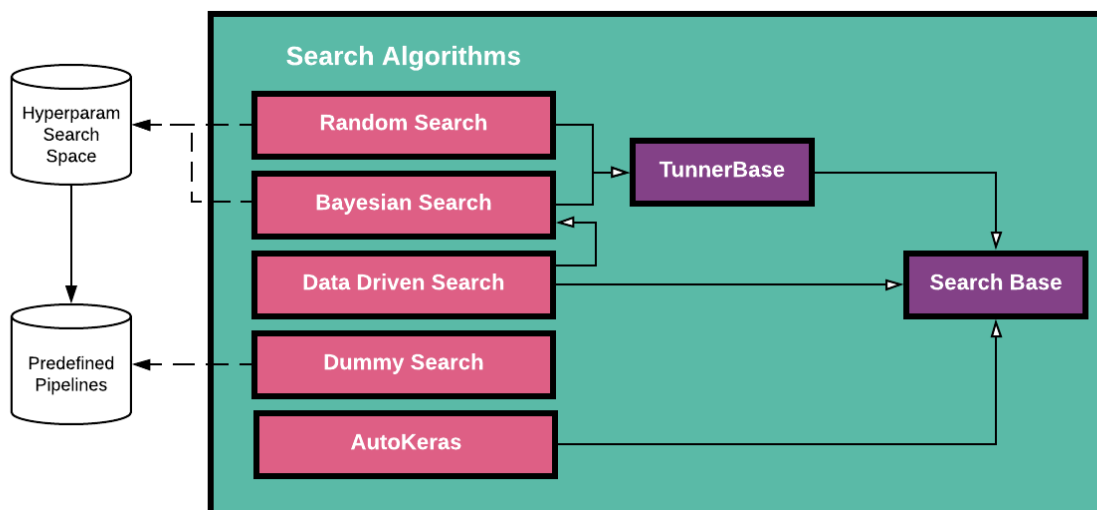 Search Algorithms
Hyperparam
Search
Space
Random Search
TunnerBase
Bayesian Search
Data Driven Search
Search Base
Predefined
Pipelines
Dummy Search
AutoKeras